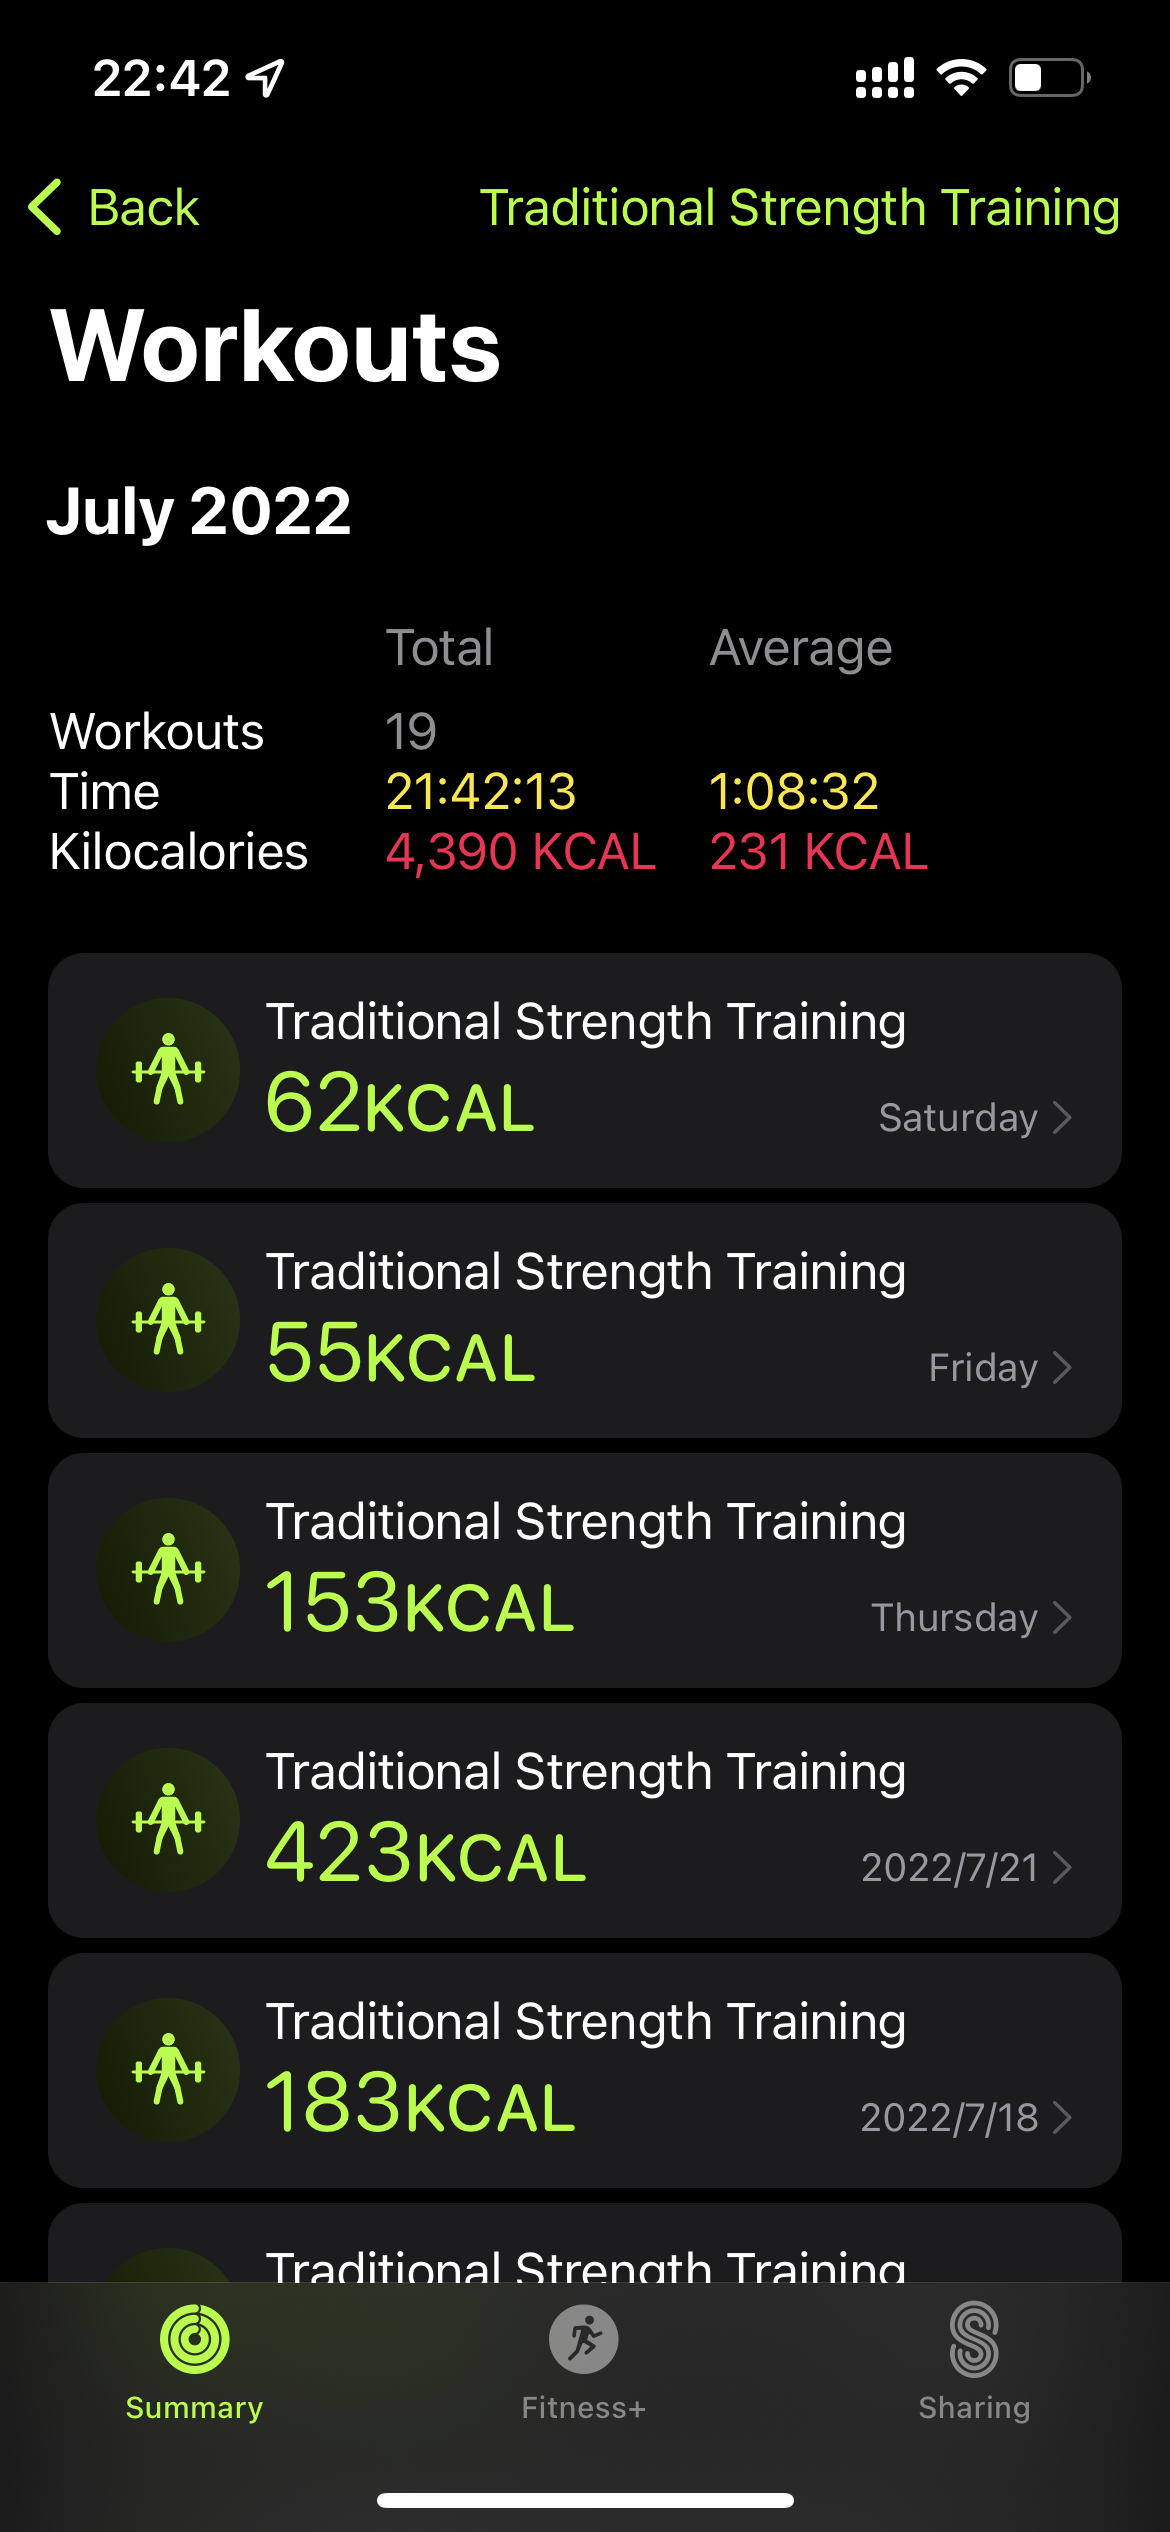 22:42
Back
Traditional Strength Training
Workouts
July 2022
Total Average
Workouts 19
Time 21:42:13 1:08:32
Kilocalories 4,390 KCAL 231 KCAL
Traditional Strength Training
62KCAL
Saturday
Traditional Strength Training
55KCAL
Friday
Traditional Strength Training
153KCAL
Thursday
Traditional Strength Training
423KCAL
2022/7/21
Traditional Strength Training
183KCAL
2022/7/18
Traditional Strength Training
Summary
Fitness+
Sharing